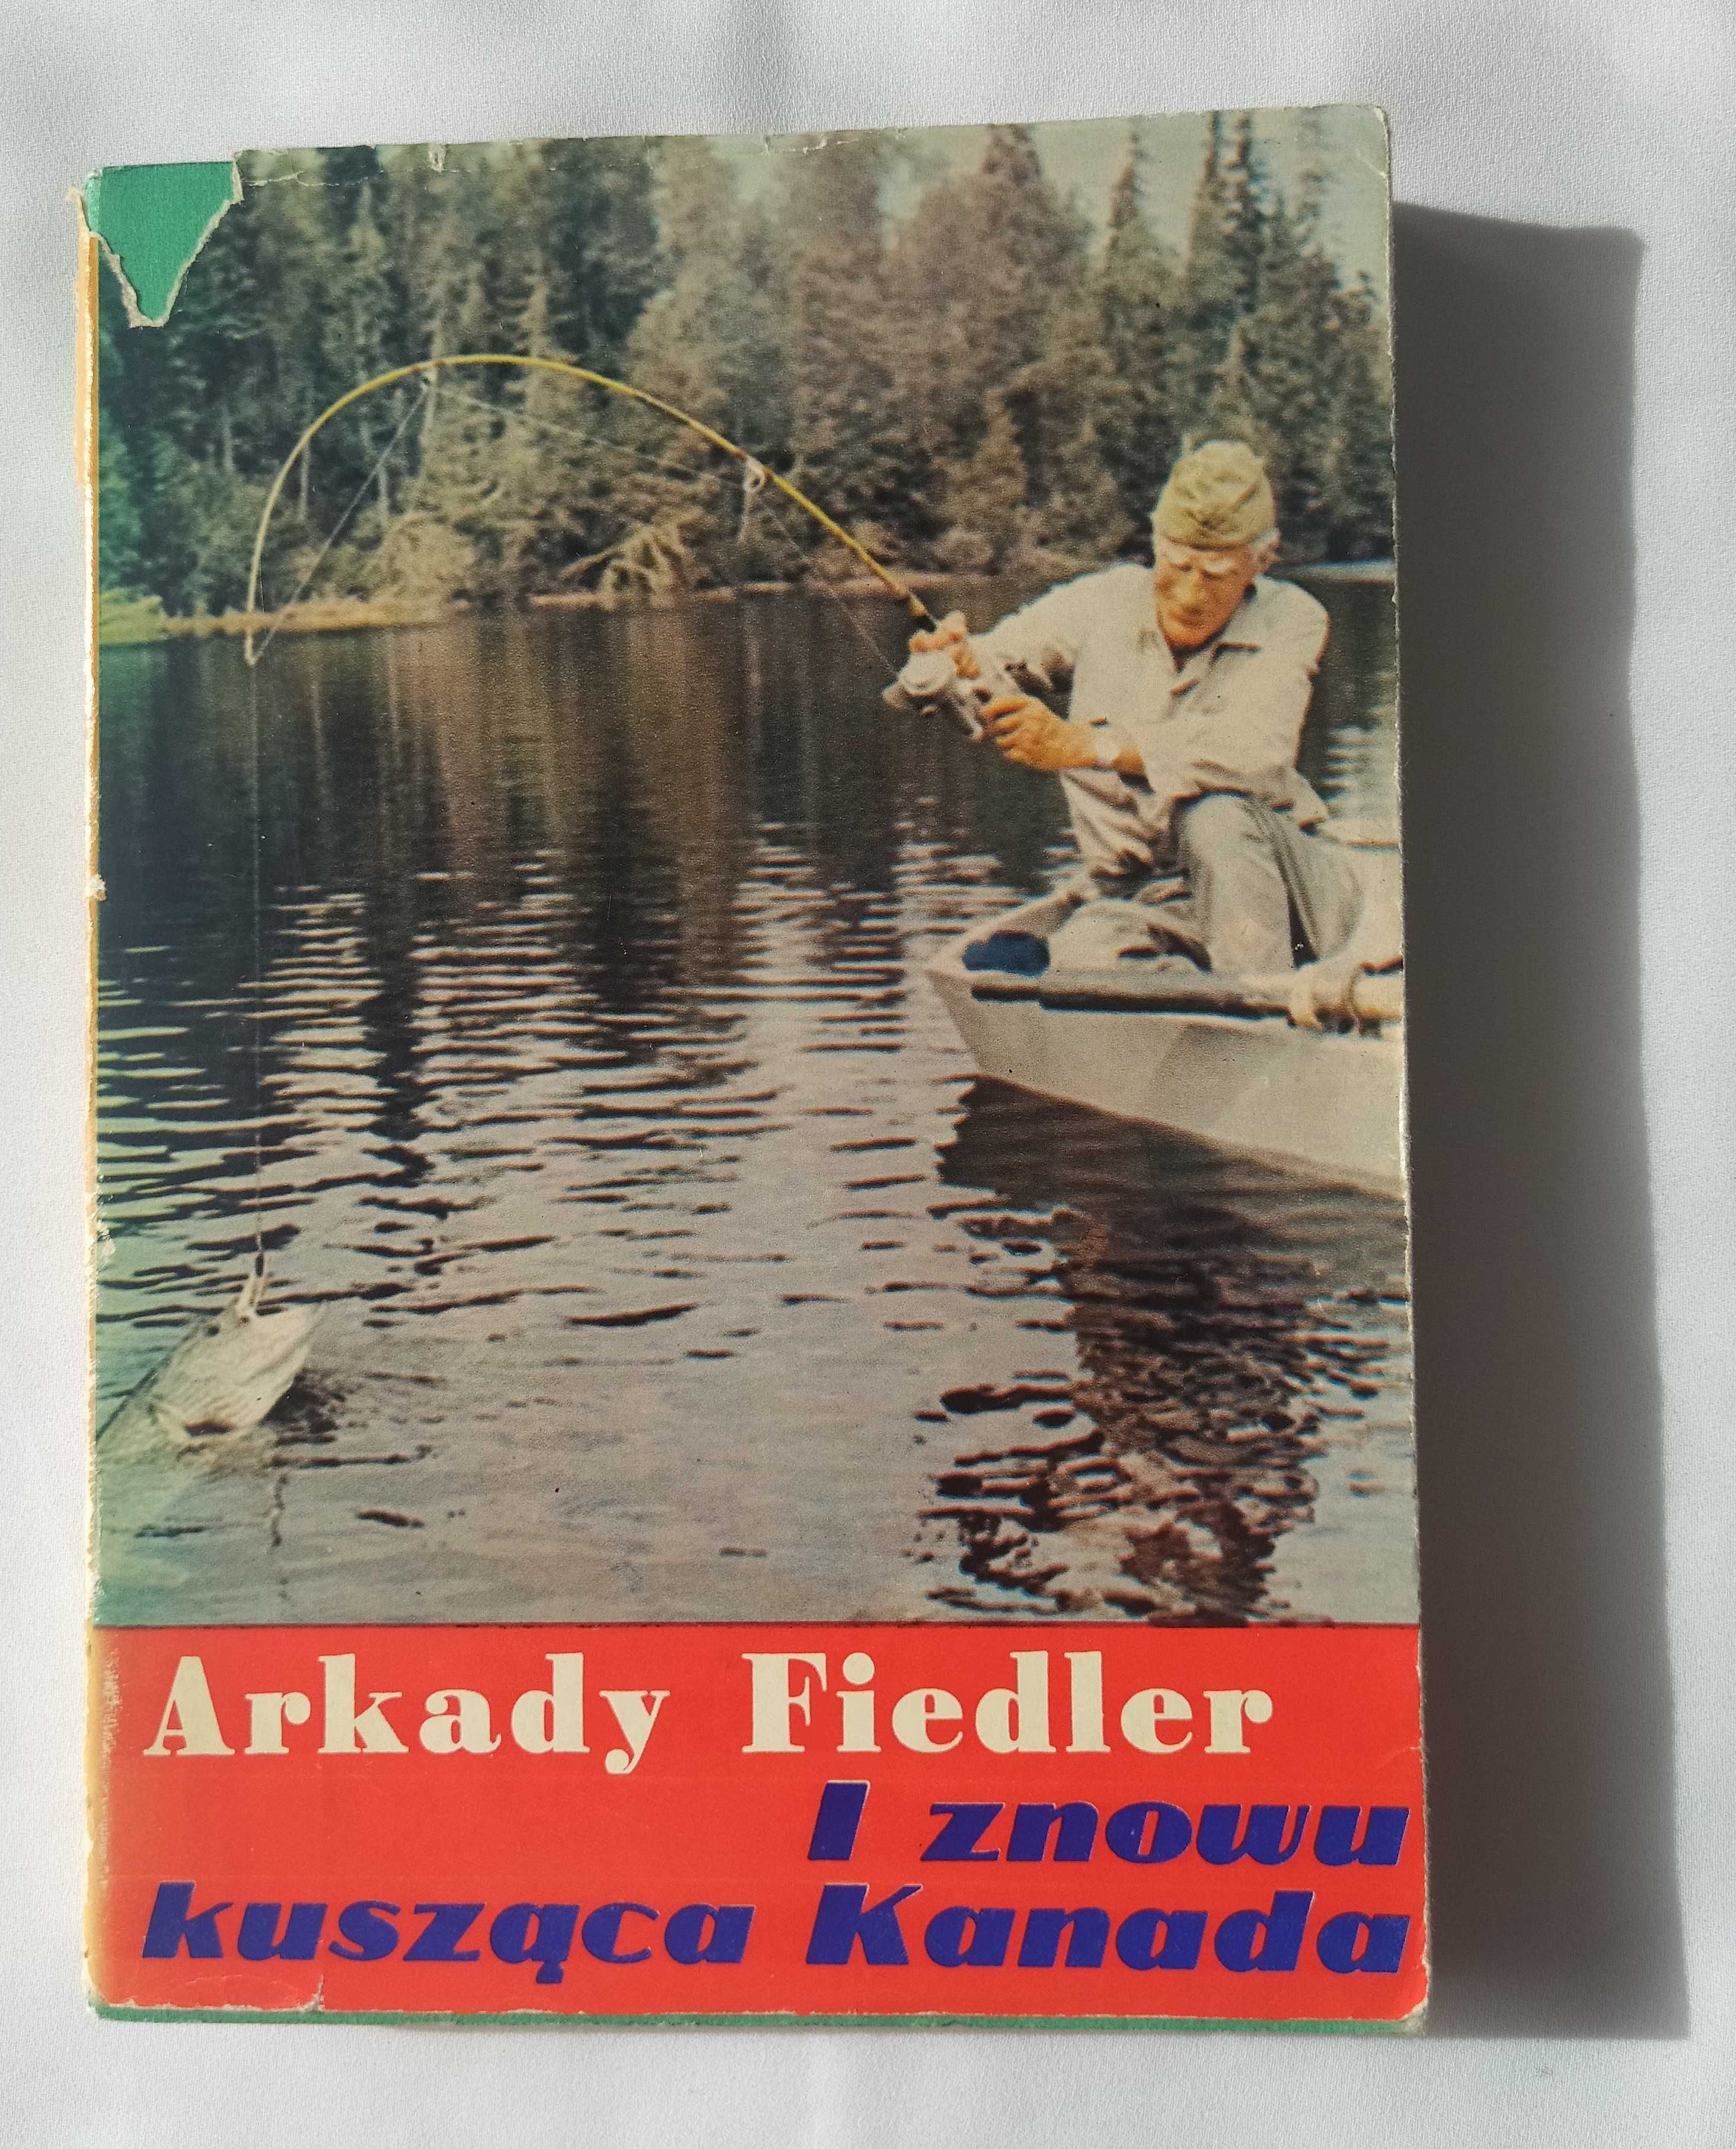 Arkady Fiedler
I znowu
kusząca Kanada